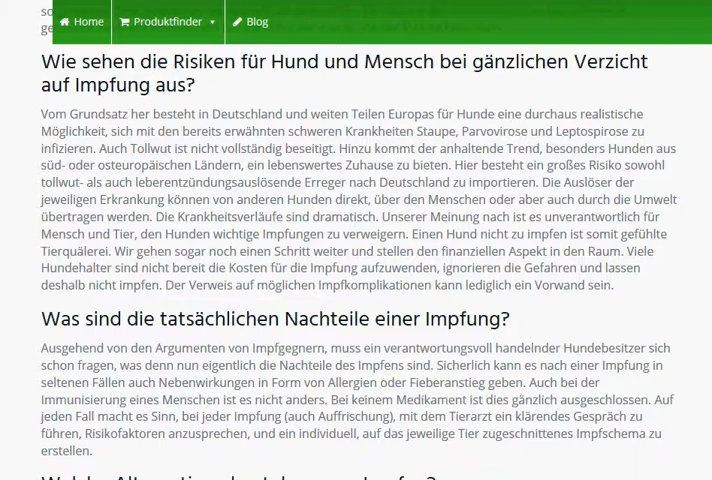 Home Produktfinder Blog
Wie sehen die Risiken für Hund und Mensch bei gänzlichen Verzicht
auf Impfung aus?
Vom Grundsatz her besteht in Deutschland und weiten Teilen Europas für Hunde eine durchaus realistische
Möglichkeit, sich mit den bereits erwähnten schweren Krankheiten Staupe, Parvovirose und Leptospirose zu
infizieren. Auch Tollwut ist nicht vollständig beseitigt. Hinzu kommt der anhaltende Trend, besonders Hunden aus
süd- oder osteuropäischen Ländern, ein lebenswertes Zuhause zu bieten. Hier besteht ein großes Risiko sowohl
tollwut- als auch leberentzündungsauslösende Erreger nach Deutschland zu importieren. Die Auslöser der
jeweiligen Erkrankung können von anderen Hunden direkt, über den Menschen oder aber auch durch die Umwelt
übertragen werden. Die Krankheitsverläufe sind dramatisch. Unserer Meinung nach ist es unverantwortlich für
Mensch und Tier, den Hunden wichtige Impfungen zu verweigern. Einen Hund nicht zu impfen ist somit gefühlte
Tierquälerei. Wir gehen sogar noch einen Schritt weiter und stellen den finanziellen Aspekt in den Raum. Viele
Hundehalter sind nicht bereit die Kosten für die Impfung aufzuwenden, ignorieren die Gefahren und lassen
deshalb nicht impfen. Der Verweis auf möglichen Impfkomplikationen kann lediglich ein Vorwand sein.
Was sind die tatsächlichen Nachteile einer Impfung?
Ausgehend von den Argumenten von Impfgegnern, muss ein verantwortungsvoll handelnder Hundebesitzer sich
schon fragen, was denn nun eigentlich die Nachteile des Impfens sind. Sicherlich kann es nach einer Impfung in
seltenen Fällen auch Nebenwirkungen in Form von Allergien oder Fieberanstieg geben. Auch bei der
Immunisierung eines Menschen ist es nicht anders. Bei keinem Medikament ist dies gänzlich ausgeschlossen. Auf
jeden Fall macht es Sinn, bei jeder Impfung (auch Auffrischung), mit dem Tierarzt ein klärendes Gespräch zu
führen, Risikofaktoren anzusprechen, und ein individuell, auf das jeweilige Tier zugeschnittenes Impfschema zu
erstellen.